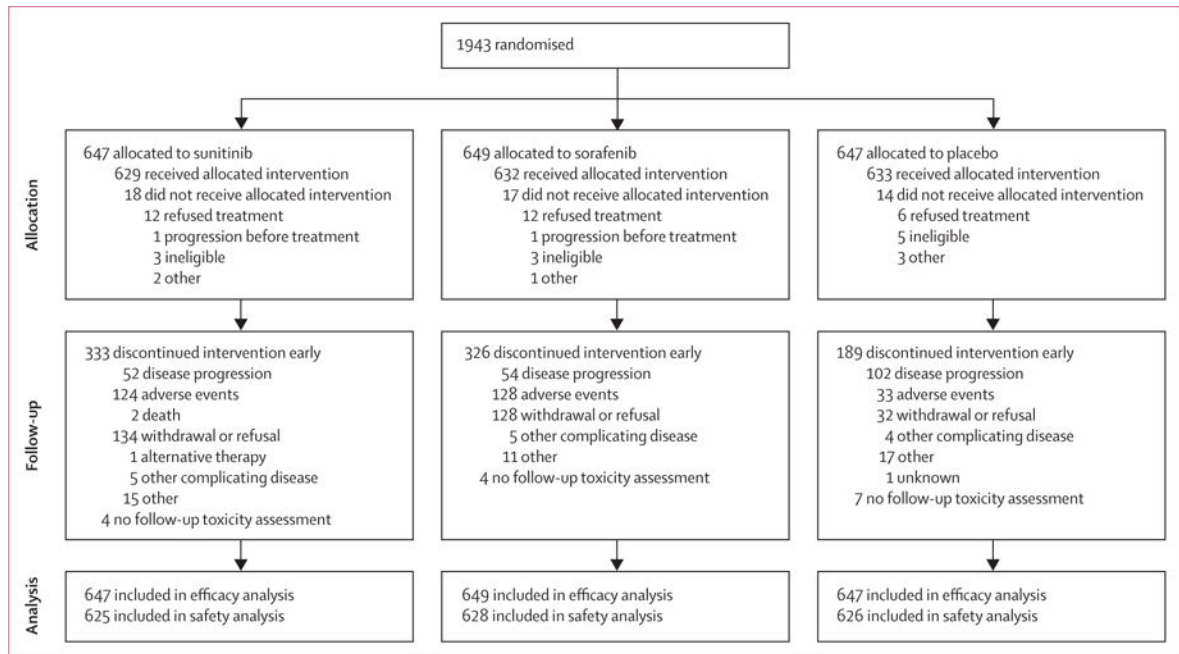 1943 randomised
Allocation
647 allocated to sunitinib
629 received allocated intervention
18 did not receive allocated intervention
12 refused treatment
1 progression before treatment
3 ineligible
2 other
649 allocated to sorafenib
632 received allocated intervention
17 did not receive allocated intervention
12 refused treatment
1 progression before treatment
3 ineligible
1 other
647 allocated to placebo
633 received allocated intervention
14 did not receive allocated intervention
6 refused treatment
5 ineligible
3 other
Follow-up
333 discontinued intervention early
52 disease progression
124 adverse events
2 death
134 withdrawal or refusal
1 alternative therapy
5 other complicating disease
15 other
4 no follow-up toxicity assessment
326 discontinued intervention early
54 disease progression
128 adverse events
128 withdrawal or refusal
5 other complicating disease
11 other
4 no follow-up toxicity assessment
189 discontinued intervention early
102 disease progression
33 adverse events
32 withdrawal or refusal
4 other complicating disease
17 other
1 unknown
7 no follow-up toxicity assessment
Analysis
647 included in efficacy analysis
625 included in safety analysis
649 included in efficacy analysis
628 included in safety analysis
647 included in efficacy analysis
626 included in safety analysis